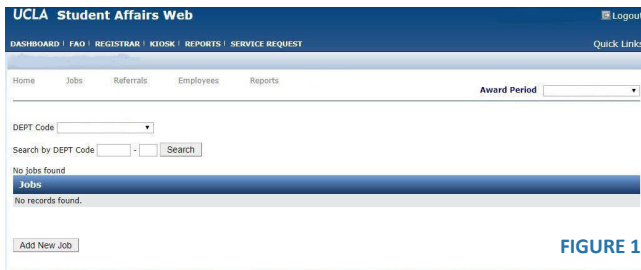 UCLA Student Affairs Web
Logout
DASHBOARD | FAO | REGISTRAR | KIOSK | REPORTS | SERVICE REQUEST
Quick Links
Home Jobs Referrals Employees Reports
Award Period
DEPT Code
Search by DEPT Code - Search
No jobs found
Jobs
No records found.
Add New Job
FIGURE 1